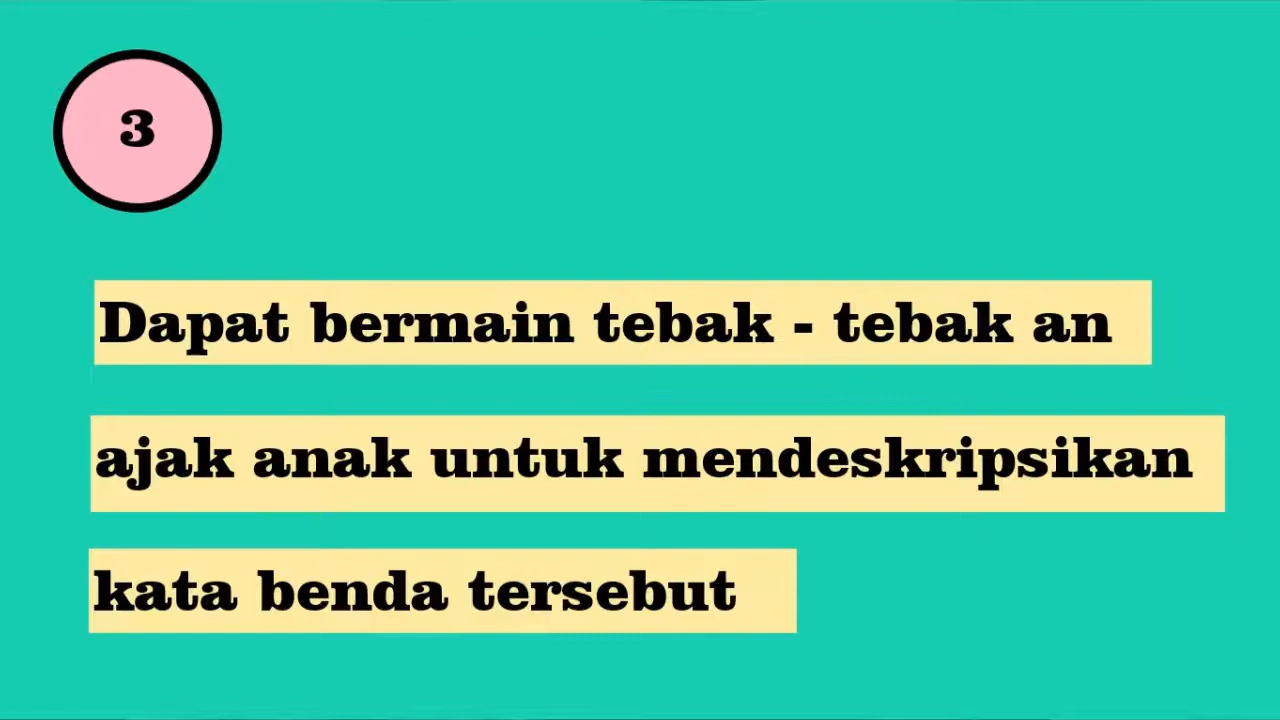 3
Dapat bermain tebak - tebak an
ajak anak untuk mendeskripsikan
kata benda tersebut